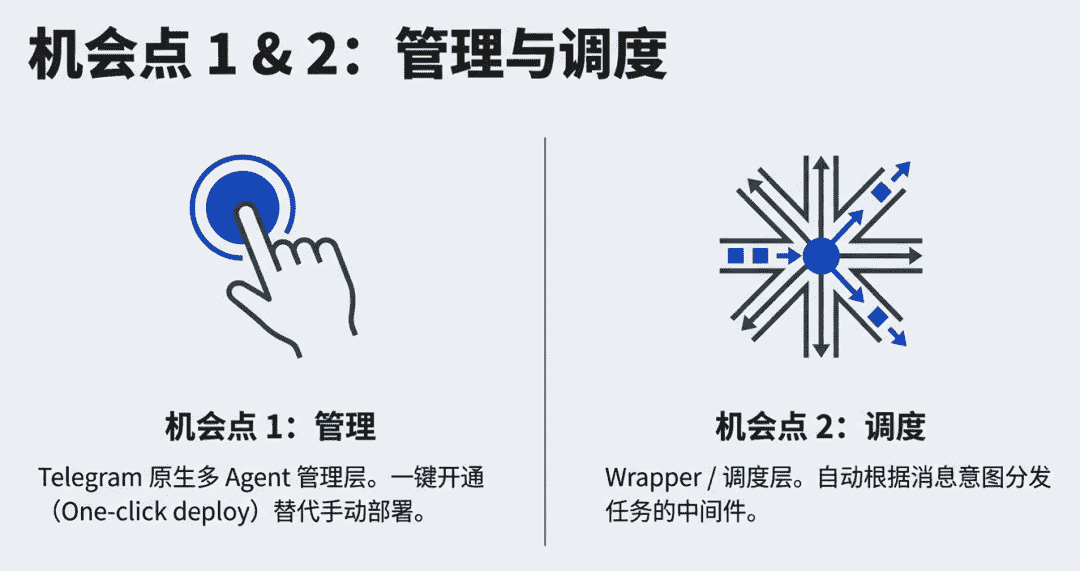 机会点 1 & 2：管理与调度
机会点 1：管理
Telegram 原生多 Agent 管理层。一键开通
（One-click deploy）替代手动部署。
机会点 2：调度
Wrapper / 调度层。自动根据消息意图分发
任务的中间件。